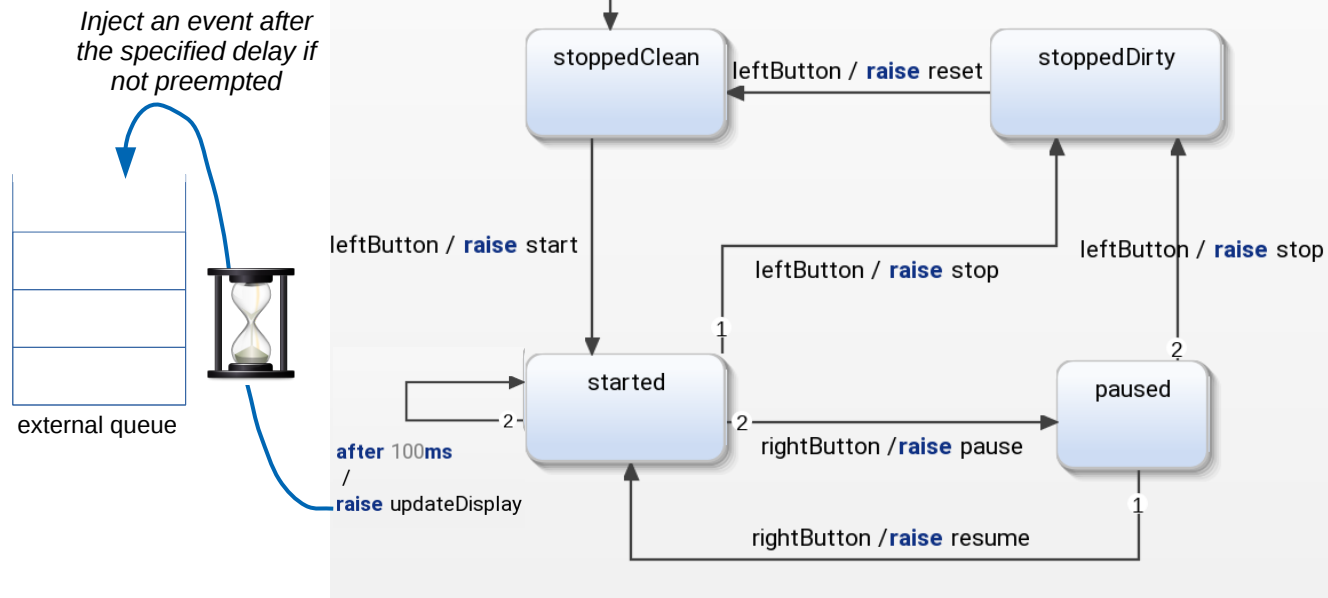 Inject an event after
the specified delay if
not preempted
external queue
stoppedClean
leftButton / raise reset
stoppedDirty
leftButton / raise start
leftButton / raise stop
leftButton / raise stop
1
2
started
paused
2
2
after 100ms
/
raise updateDisplay
rightButton /raise pause
1
rightButton /raise resume